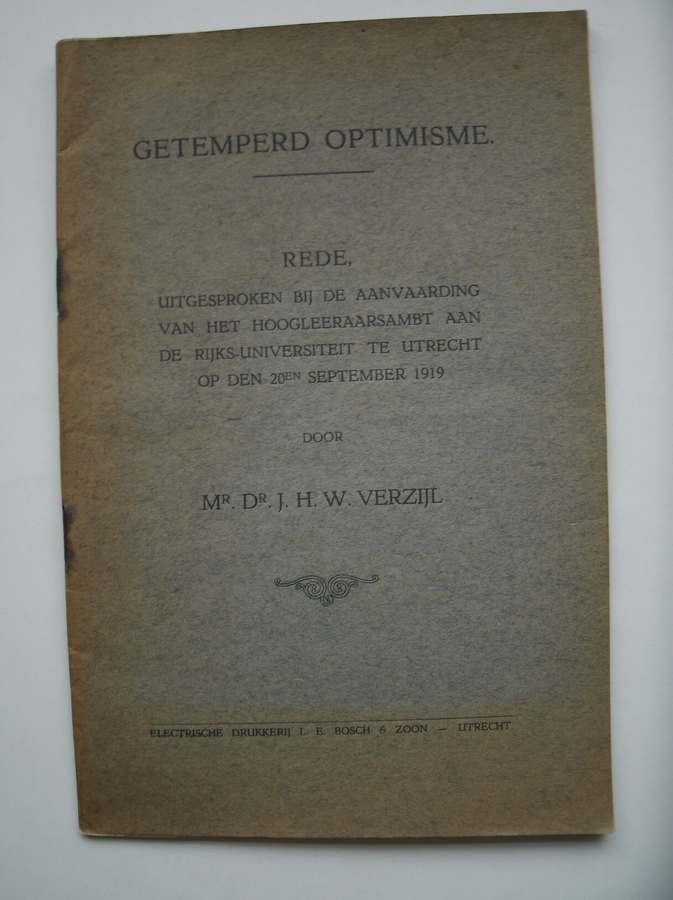 GETEMPERD OPTIMISME.
REDE,
UITGESPROKEN BIJ DE AANVAARDING
VAN HET HOOGLEERAARSAMBT AAN
DE RIJKS-UNIVERSITEIT TE UTRECHT
OP DEN 20EN SEPTEMBER 1919
DOOR
MR. DR. J. H. W. VERZIJL
ELECTRISCHE DRUKKERIJ L. E. BOSCH & ZOON — UTRECHT